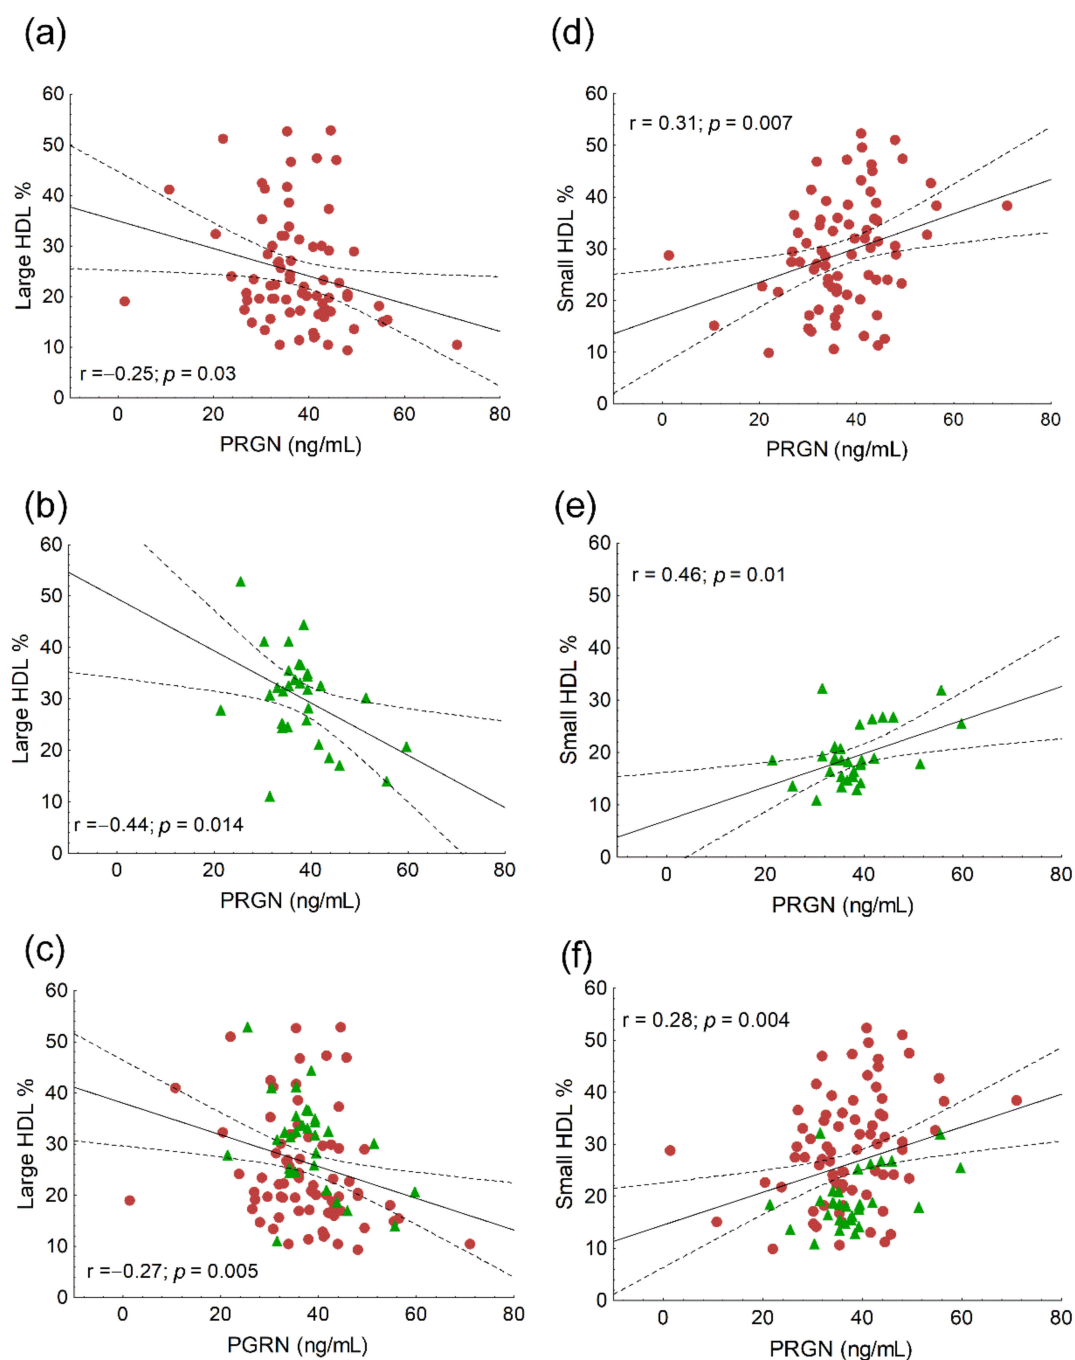 (a)
60
50
40
30
20
10
0
Large HDL %
r =−0.25; p = 0.03
0 20 40 60 80
PRGN (ng/mL)
(d)
60
50
40
30
20
10
0
Small HDL %
r = 0.31; p = 0.007
0 20 40 60 80
PRGN (ng/mL)
(b)
60
50
40
30
20
10
0
Large HDL %
r =−0.44; p = 0.014
0 20 40 60 80
PRGN (ng/mL)
(e)
60
50
40
30
20
10
0
Small HDL %
r = 0.46; p = 0.01
0 20 40 60 80
PRGN (ng/mL)
(c)
60
50
40
30
20
10
0
Large HDL %
r =−0.27; p = 0.005
0 20 40 60 80
PGRN (ng/mL)
(f)
60
50
40
30
20
10
0
Small HDL %
r = 0.28; p = 0.004
0 20 40 60 80
PRGN (ng/mL)